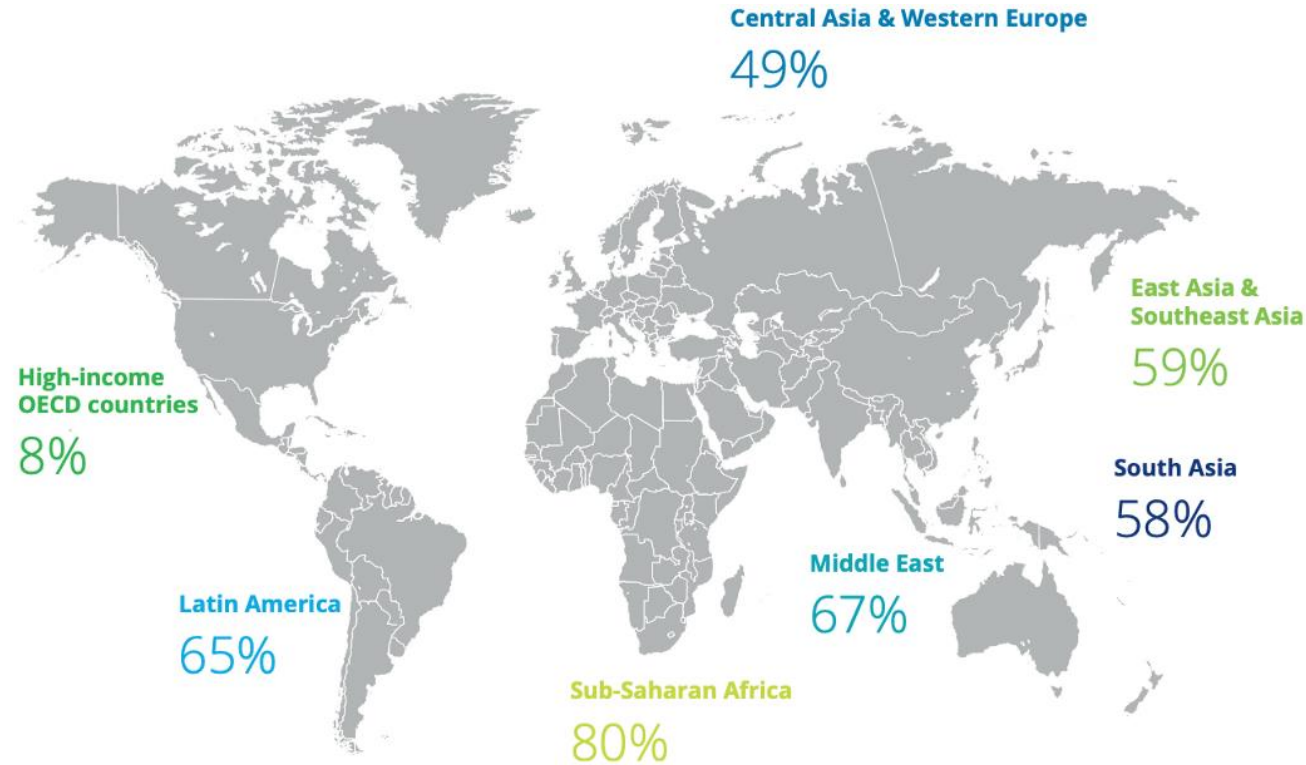 Central Asia & Western Europe
49%
East Asia &
Southeast Asia
59%
High-income
OECD countries
8%
South Asia
58%
Middle East
67%
Latin America
65%
Sub-Saharan Africa
80%